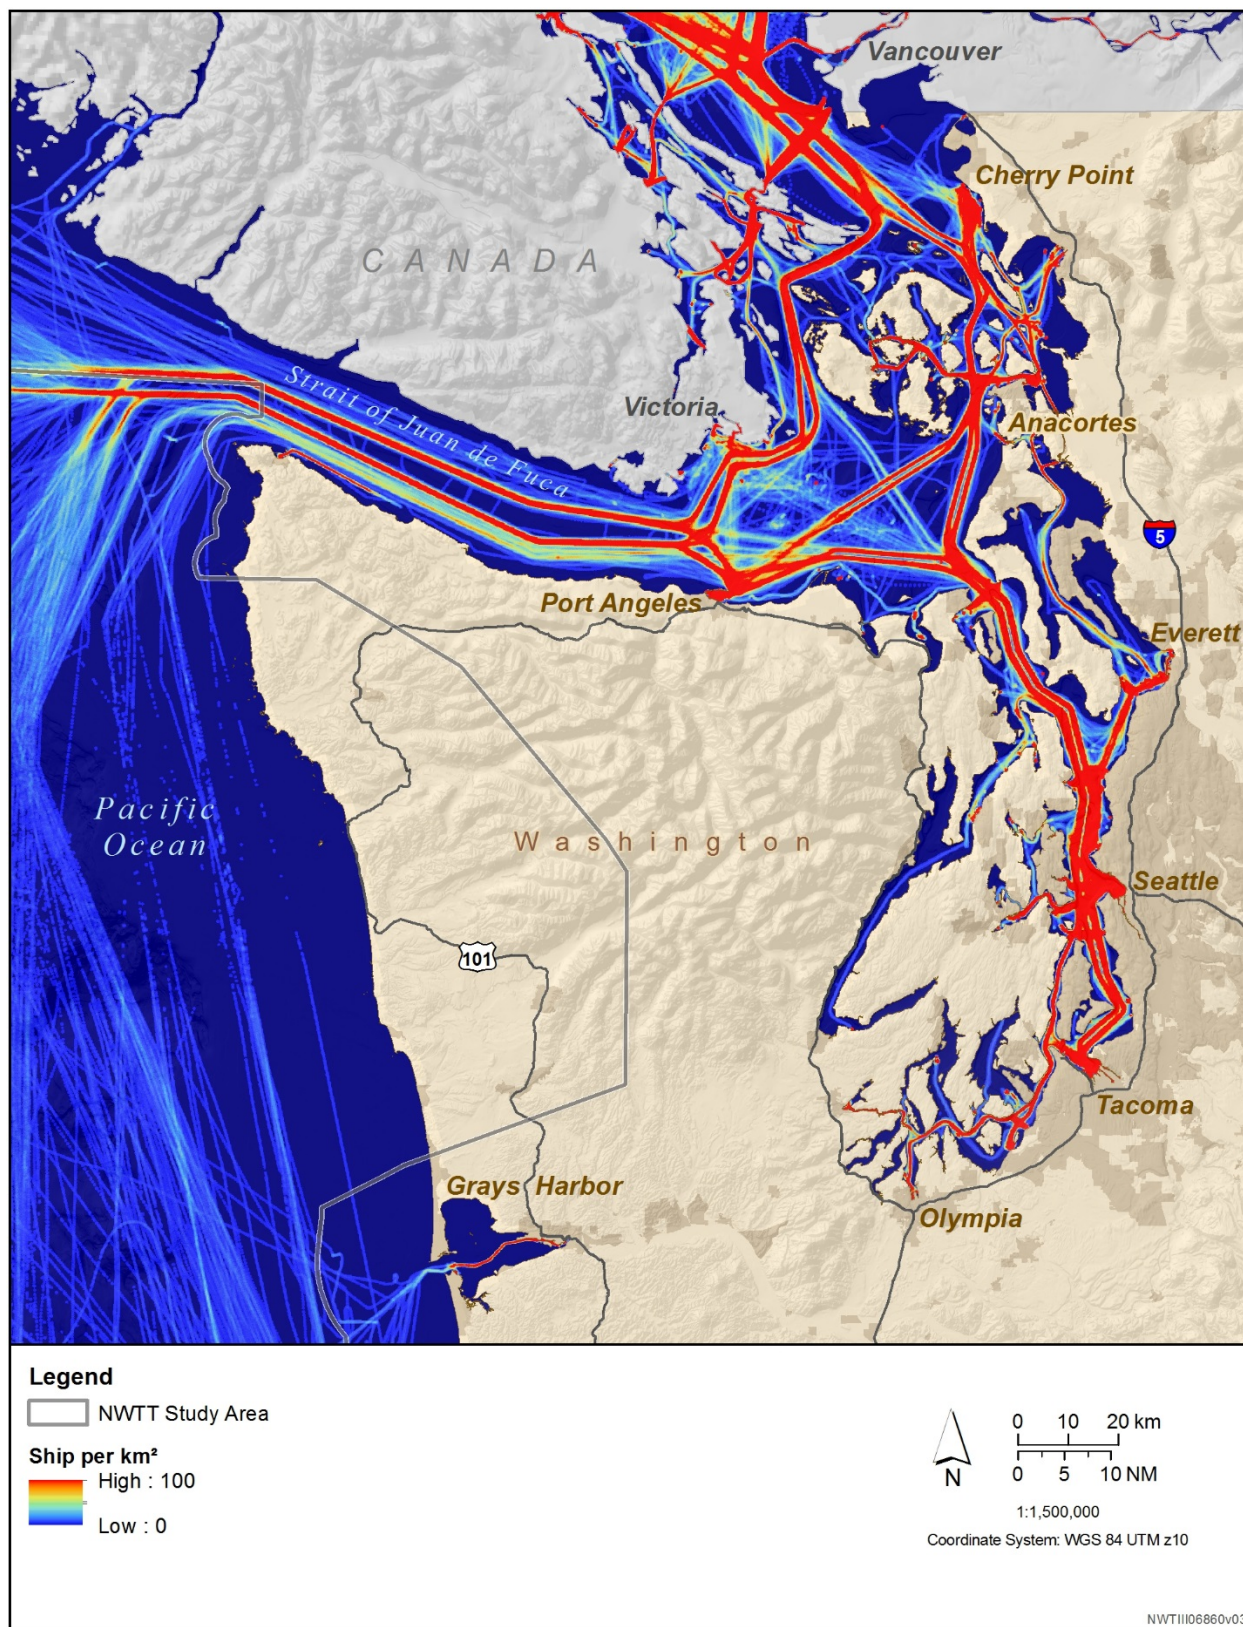 Vancouver
Cherry Point
CANADA
Strait of Juan de Fuca
Victoria
Anacortes
5
Port Angeles
Everett
Pacific
Ocean
Washington
Seattle
101
Tacoma
Grays Harbor
Olympia
Legend
NWTT Study Area
Ship per km²
High : 100
Low : 0
N
0 10 20 km
0 5 10 NM
1:1,500,000
Coordinate System: WGS 84 UTM z10
NWTIII06860v03